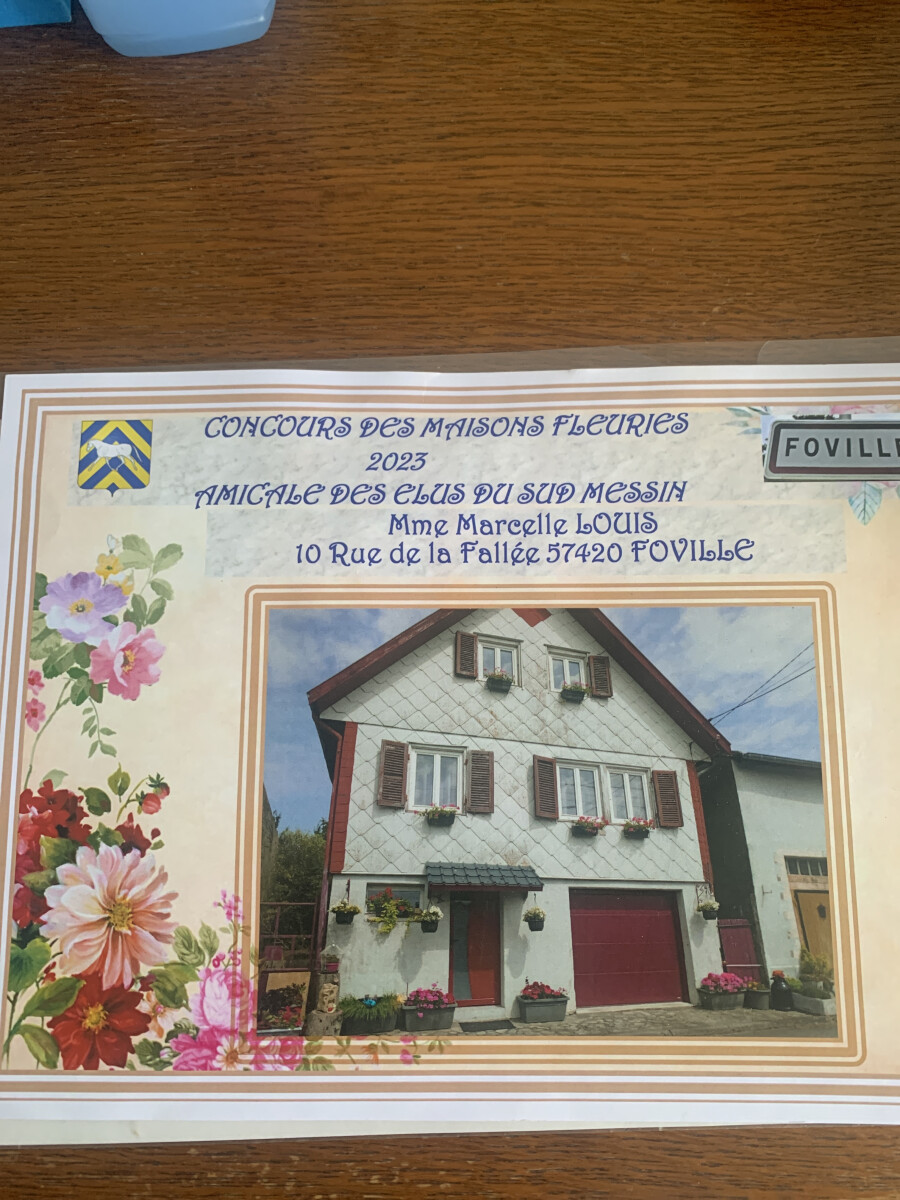 CONCOURS DES MAISONS FLEURIES
2023
AMICALE DES ELUS DU SUD MESSIN
Mme Marcelle LOUIS
10 Rue de la Fallée 57420 FOVILLE
FOVILLE